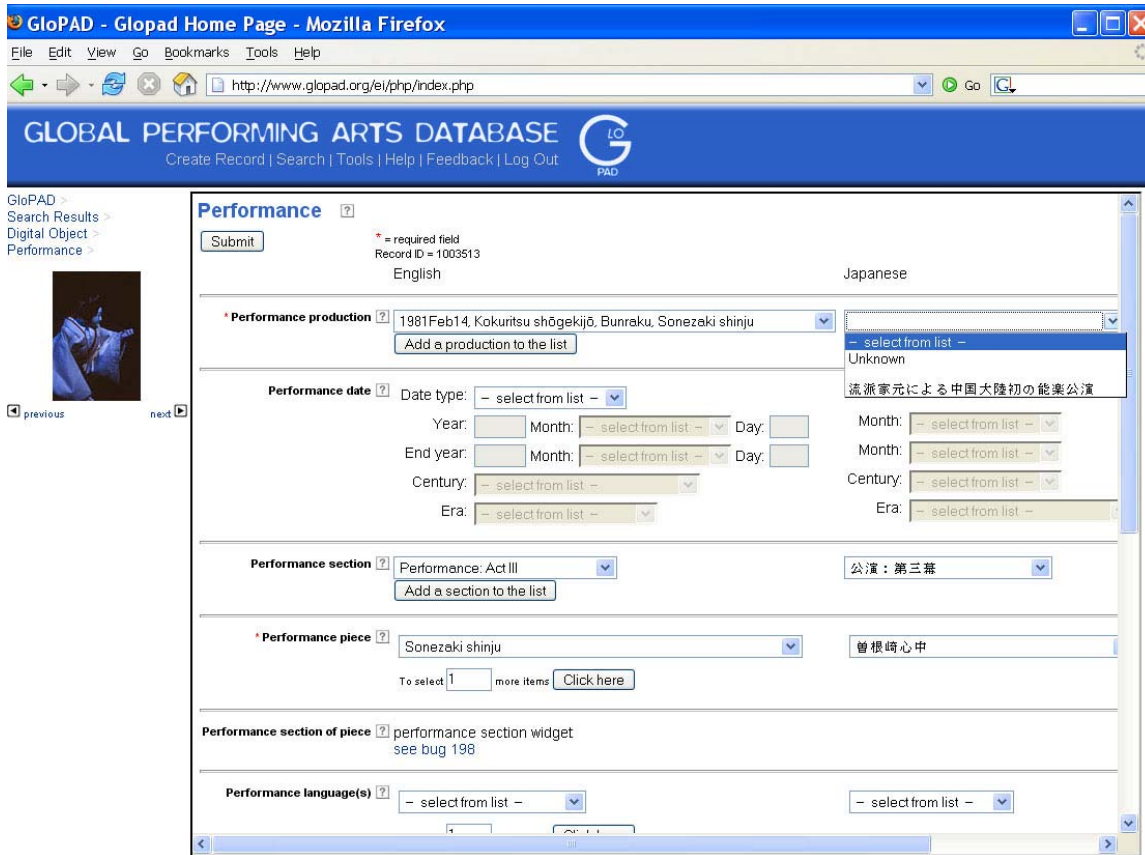 GloPAD - Glopad Home Page - Mozilla Firefox
File Edit View Go Bookmarks Tools Help
http://www.glopad.org/ei/php/index.php Go
GLOBAL PERFORMING ARTS DATABASE
Create Record | Search | Tools | Help | Feedback | Log Out
GLO
PAD
GloPAD >
Search Results >
Digital Object >
Performance >
previous next
Performance ?
Submit
* = required field
Record ID = 1003513
English Japanese
* Performance production ? 1981Feb14, Kokuritsu shōgekijō, Bunraku, Sonezaki shinju
Add a production to the list
– select from list –
Unknown
流派家元による中国大陸初の能楽公演
Performance date ? Date type: – select from list –
Year: Month: – select from list – Day: Month: – select from list –
End year: Month: – select from list – Day: Month: – select from list –
Century: – select from list – Century: – select from list –
Era: – select from list – Era: – select from list –
Performance section ? Performance: Act III 公演：第三幕
Add a section to the list
* Performance piece ? Sonezaki shinju 曽根崎心中
To select 1 more items Click here
Performance section of piece ? performance section widget
see bug 198
Performance language(s) ? – select from list – – select from list –